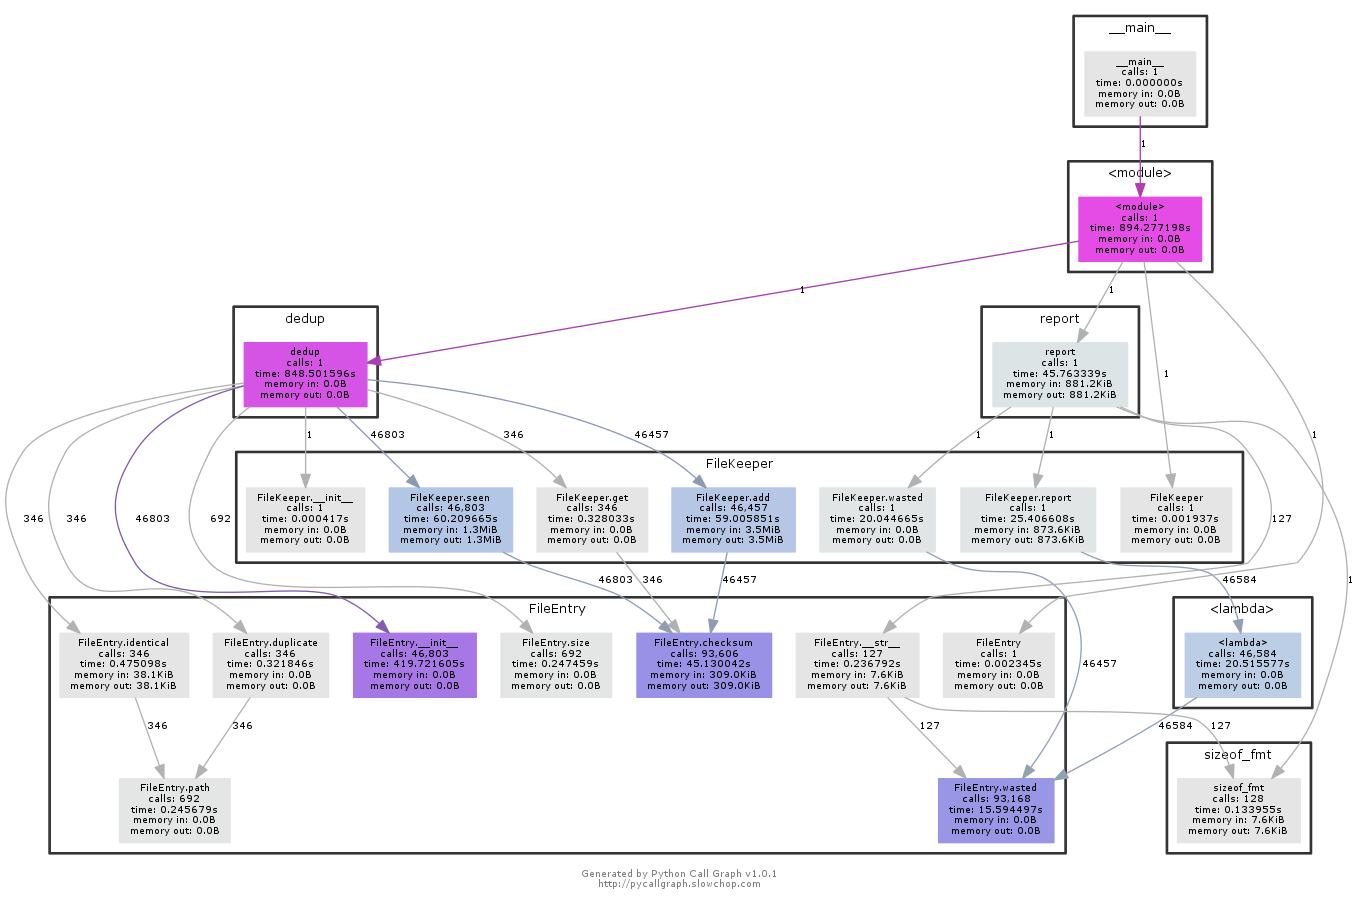 __main__
__main__
calls: 1
time: 0.000000s
memory in: 0.0B
memory out: 0.0B
1
<module>
<module>
calls: 1
time: 894.277198s
memory in: 0.0B
memory out: 0.0B
1
1
1
1
dedup
dedup
calls: 1
time: 848.501596s
memory in: 0.0B
memory out: 0.0B
report
report
calls: 1
time: 45.763339s
memory in: 881.2KiB
memory out: 881.2KiB
1
46803
346
46457
1
1
127
1
346
346
46803
692
FileKeeper
FileKeeper.__init__
calls: 1
time: 0.000417s
memory in: 0.0B
memory out: 0.0B
FileKeeper.seen
calls: 46,803
time: 60.209665s
memory in: 1.3MiB
memory out: 1.3MiB
FileKeeper.get
calls: 346
time: 0.328033s
memory in: 0.0B
memory out: 0.0B
FileKeeper.add
calls: 46,457
time: 59.005851s
memory in: 3.5MiB
memory out: 3.5MiB
FileKeeper.wasted
calls: 1
time: 20.044665s
memory in: 0.0B
memory out: 0.0B
FileKeeper.report
calls: 1
time: 25.406608s
memory in: 873.6KiB
memory out: 873.6KiB
FileKeeper
calls: 1
time: 0.001937s
memory in: 0.0B
memory out: 0.0B
46803
346
46457
46584
46457
FileEntry
FileEntry.identical
calls: 346
time: 0.475098s
memory in: 38.1KiB
memory out: 38.1KiB
FileEntry.duplicate
calls: 346
time: 0.321846s
memory in: 0.0B
memory out: 0.0B
FileEntry.__init__
calls: 46,803
time: 419.721605s
memory in: 0.0B
memory out: 0.0B
FileEntry.size
calls: 692
time: 0.247459s
memory in: 0.0B
memory out: 0.0B
FileEntry.checksum
calls: 93,606
time: 45.130042s
memory in: 309.0KiB
memory out: 309.0KiB
FileEntry.__str__
calls: 127
time: 0.236792s
memory in: 7.6KiB
memory out: 7.6KiB
FileEntry
calls: 1
time: 0.002345s
memory in: 0.0B
memory out: 0.0B
<lambda>
<lambda>
calls: 46,584
time: 20.515577s
memory in: 0.0B
memory out: 0.0B
346
346
127
46584
127
FileEntry.path
calls: 692
time: 0.245679s
memory in: 0.0B
memory out: 0.0B
FileEntry.wasted
calls: 93,168
time: 15.594497s
memory in: 0.0B
memory out: 0.0B
sizeof_fmt
sizeof_fmt
calls: 128
time: 0.133955s
memory in: 7.6KiB
memory out: 7.6KiB
Generated by Python Call Graph v1.0.1
http://pycallgraph.slowchop.com